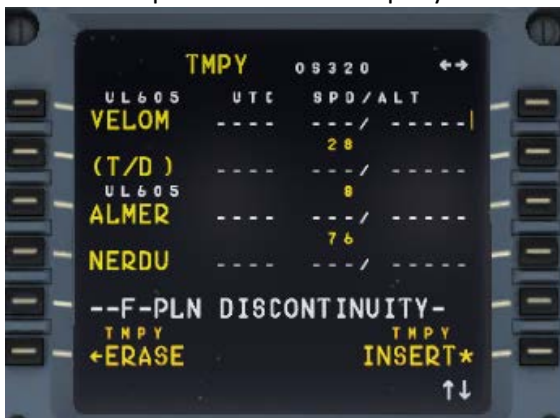 TMPY OS320 ←→
UL605 UTC SPD/ALT
VELOM ---- ---/ -----
28
(T/D ) ---- ---/ -----
UL605 8
ALMER ---- ---/ -----
76
NERDU ---- ---/ -----
--F-PLN DISCONTINUITY-
TMPY TMPY
←ERASE INSERT*
↑↓